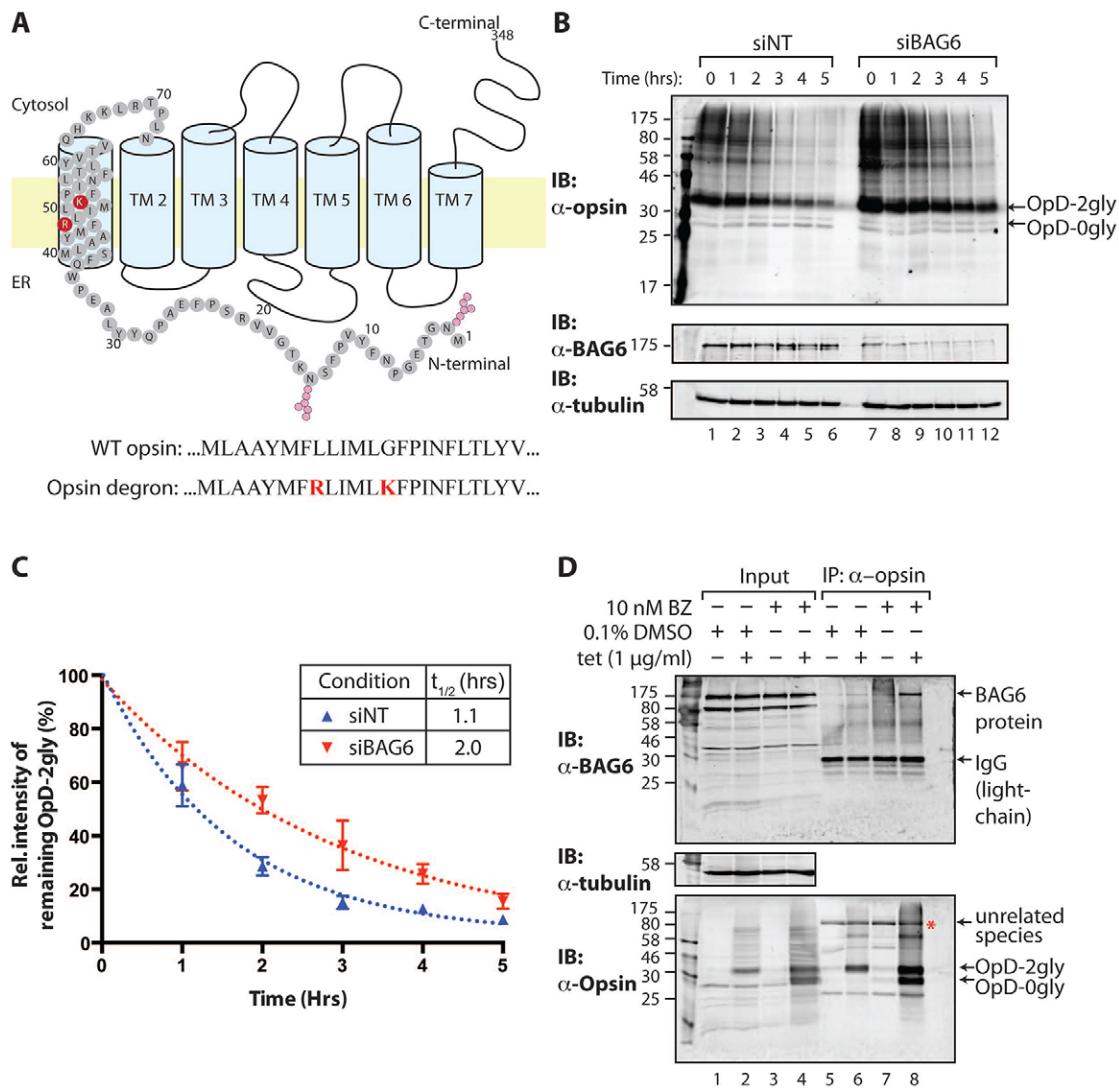 A
C-terminal
348
Cytosol
ER
70
60
50
40
30
20
10
1
Q H K K L R T P L N
R
K
TM 2
TM 3
TM 4
TM 5
TM 6
TM 7
M N G T G E P N F Y V P F S N K T G V V R S P F E A P Q Y Y L A E P W Q
N-terminal
WT opsin: ...MLAAYMFLLIMLGFPINFLTLYV...
Opsin degron: ...MLAAYMFRLIMLKFPINFLTLYV...
B
siNT siBAG6
Time (hrs): 0 1 2 3 4 5 0 1 2 3 4 5
IB:
α-opsin
175
80
58
46
30
25
17
OpD-2gly
OpD-0gly
IB:
α-BAG6
175
IB:
α-tubulin
58
1 2 3 4 5 6 7 8 9 10 11 12
C
Rel. intensity of
remaining OpD-2gly (%)
100
80
60
40
20
0
0 1 2 3 4 5
Time (Hrs)
Condition t1/2 (hrs)
siNT 1.1
siBAG6 2.0
D
Input IP: α–opsin
10 nM BZ − − + + − − + +
0.1% DMSO + + − − + + − −
tet (1 µg/ml) − + − + − + − +
IB:
α-BAG6
175
80
58
46
30
25
BAG6
protein
IgG
(light-
chain)
IB:
α-tubulin
58
IB:
α-Opsin
175
80
58
46
30
25
unrelated
species
*
OpD-2gly
OpD-0gly
1 2 3 4 5 6 7 8